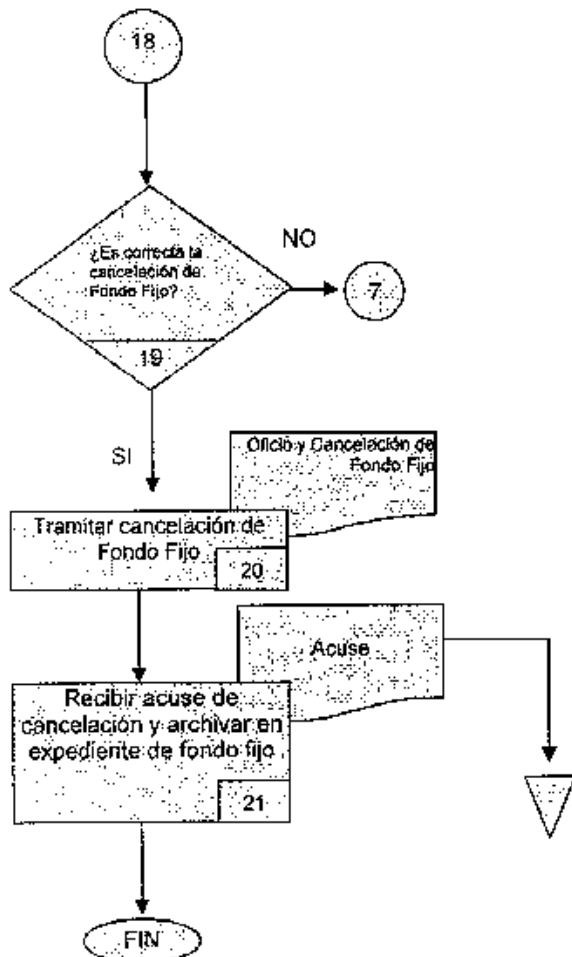 18
¿Es correcta la
cancelación de
Fondo Fijo?
19
NO
7
SI
Oficio y Cancelación de
Fondo Fijo
Tramitar cancelación de
Fondo Fijo
20
Acuse
Recibir acuse de
cancelación y archivar en
expediente de fondo fijo
21
FIN